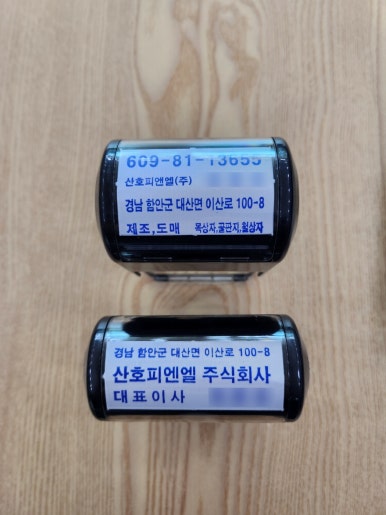 609-81-13655
산호피앤엘(주)
경남 함안군 대산면 이산로 100-8
제조,도매 목상자,골판지,철상자
경남 함안군 대산면 이산로 100-8
산호피엔엘 주식회사
대표이사